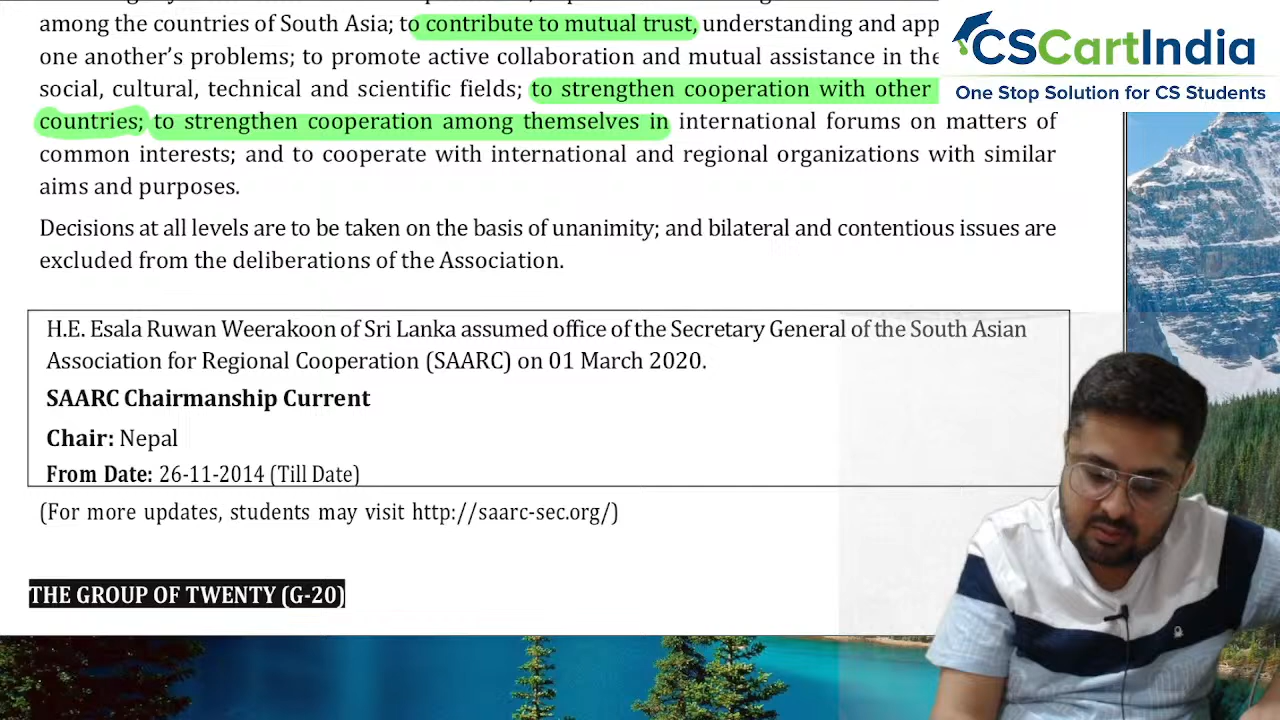 among the countries of South Asia; to contribute to mutual trust, understanding and app
one another's problems; to promote active collaboration and mutual assistance in the
social, cultural, technical and scientific fields; to strengthen cooperation with other
countries; to strengthen cooperation among themselves in international forums on matters of
common interests; and to cooperate with international and regional organizations with similar
aims and purposes.
Decisions at all levels are to be taken on the basis of unanimity; and bilateral and contentious issues are
excluded from the deliberations of the Association.
H.E. Esala Ruwan Weerakoon of Sri Lanka assumed office of the Secretary General of the South Asian
Association for Regional Cooperation (SAARC) on 01 March 2020.
SAARC Chairmanship Current
Chair: Nepal
From Date: 26-11-2014 (Till Date)
(For more updates, students may visit http://saarc-sec.org/)
THE GROUP OF TWENTY (G-20)
CSCartIndia
One Stop Solution for CS Students